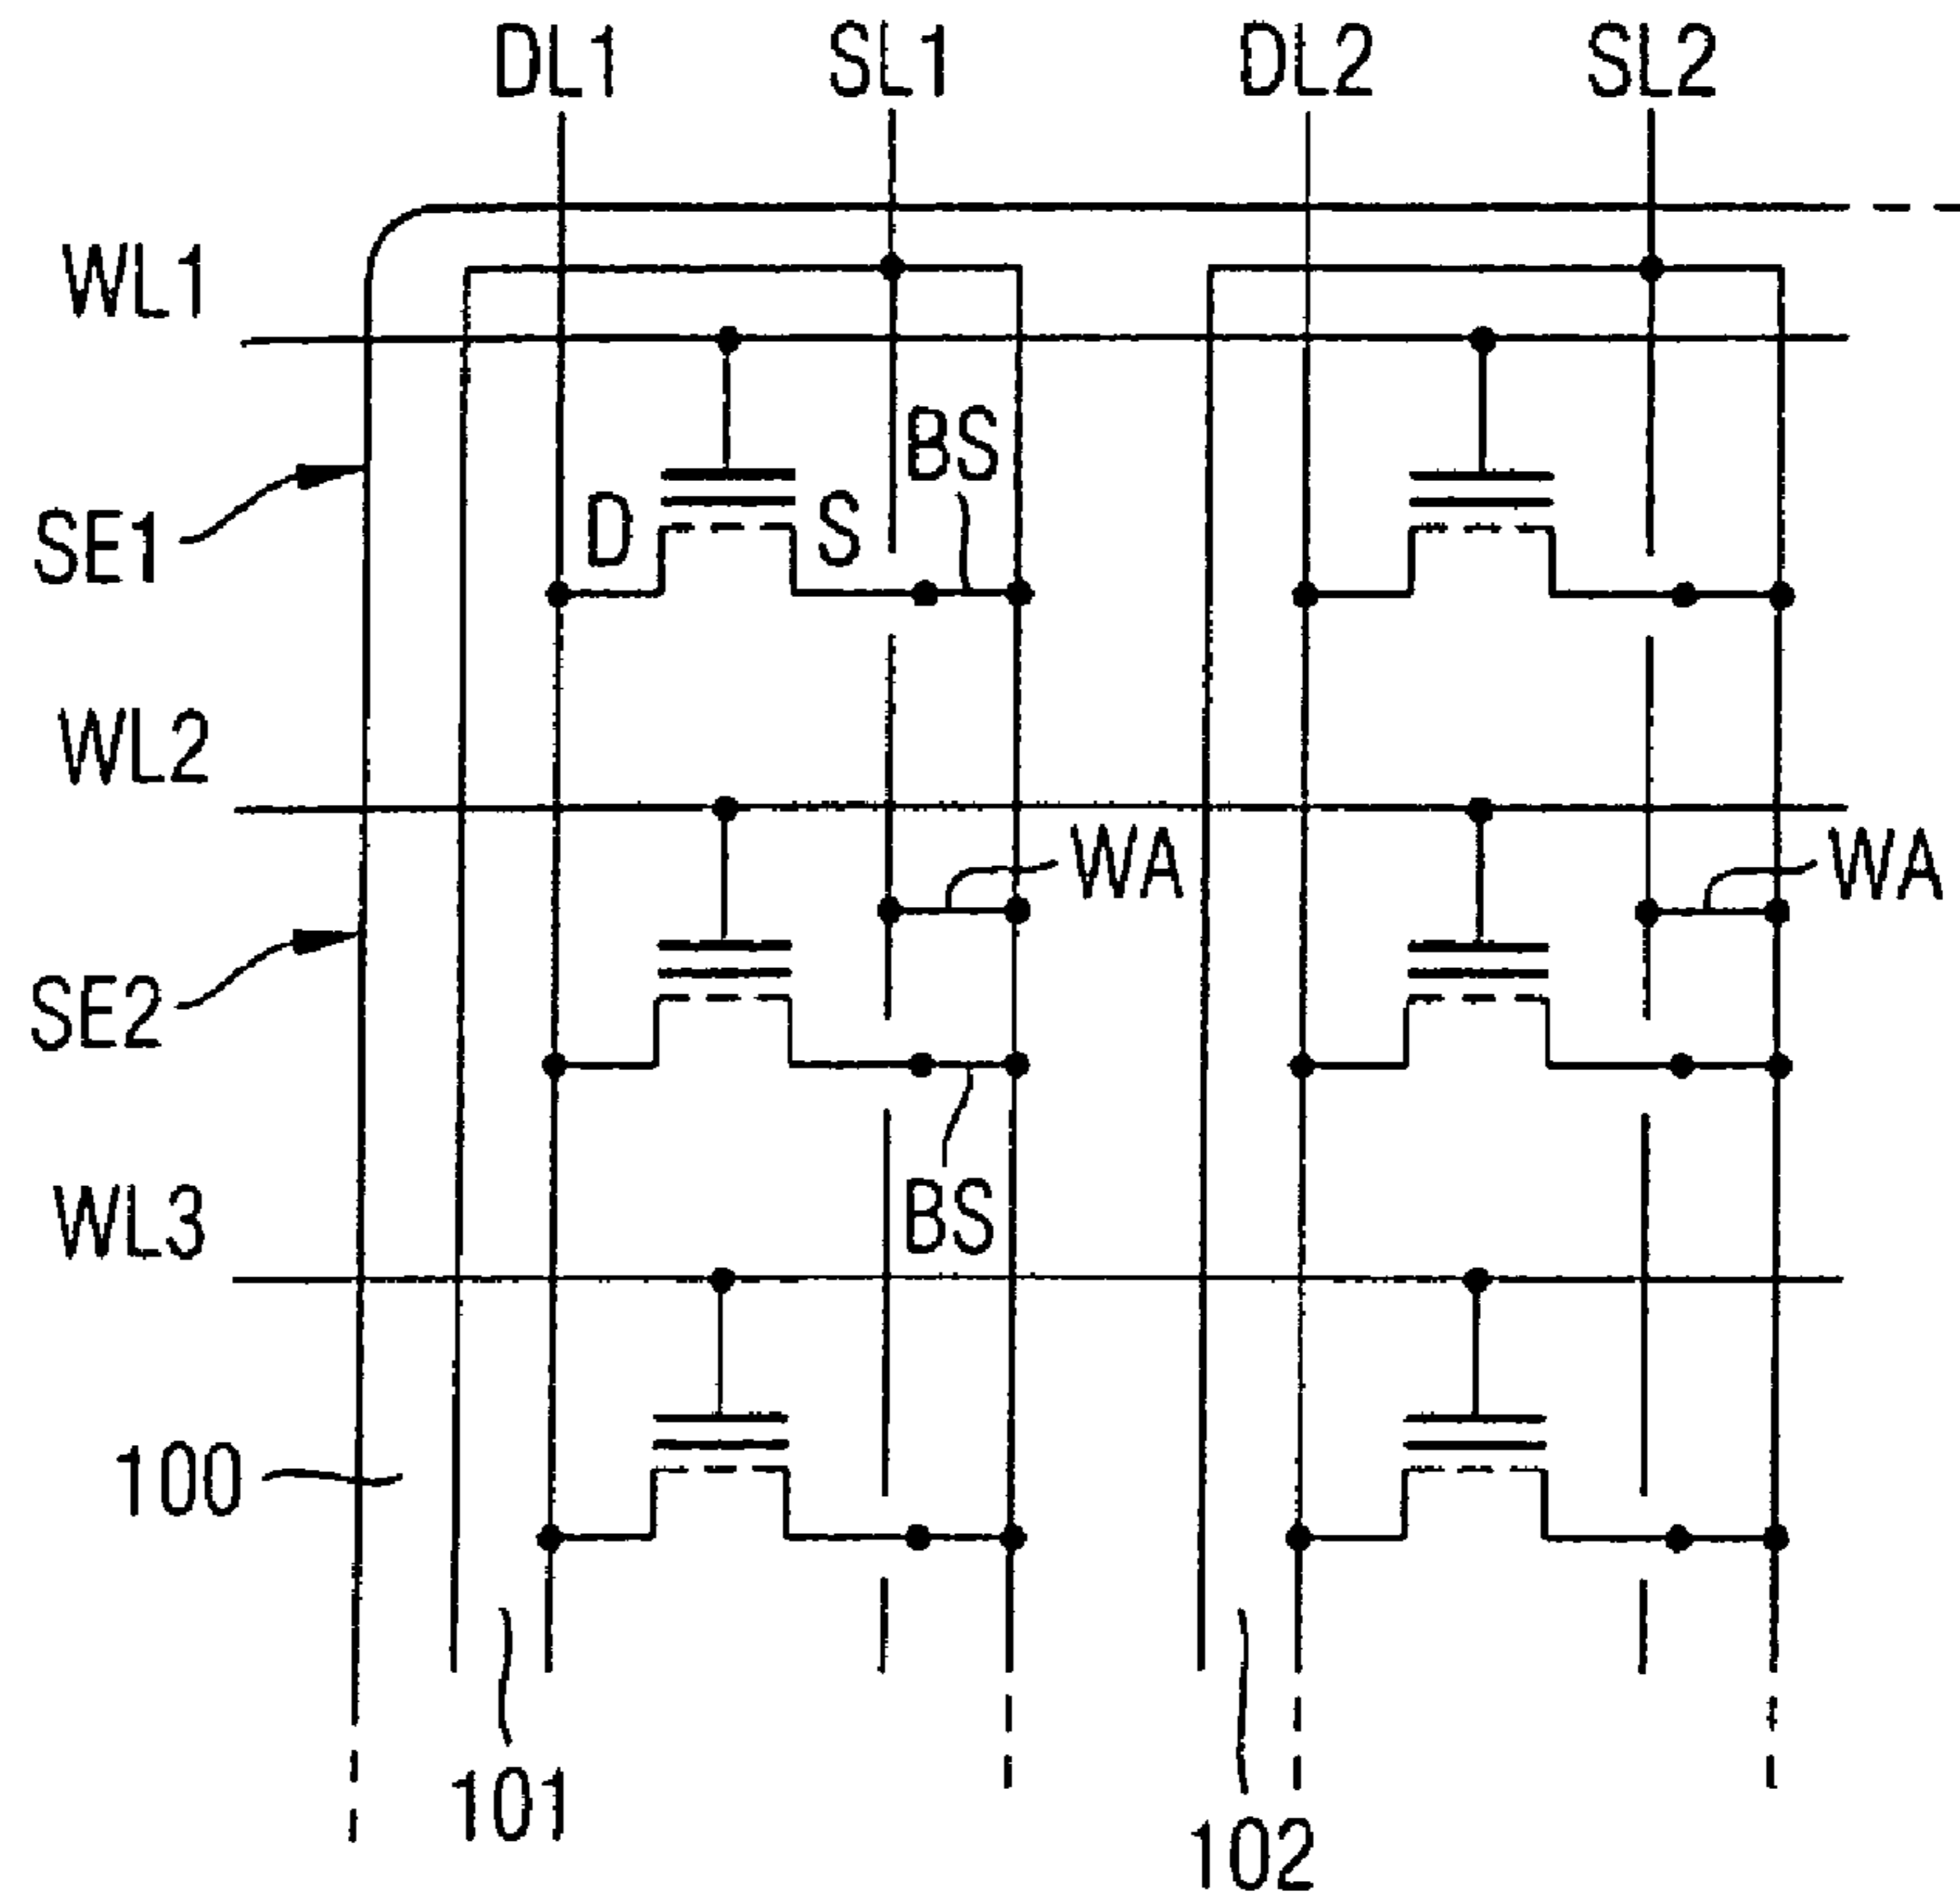 DL1 SL1 DL2 SL2
WL1
BS
D S
SE1
WL2
WA WA
SE2
WL3
BS
100
101
102